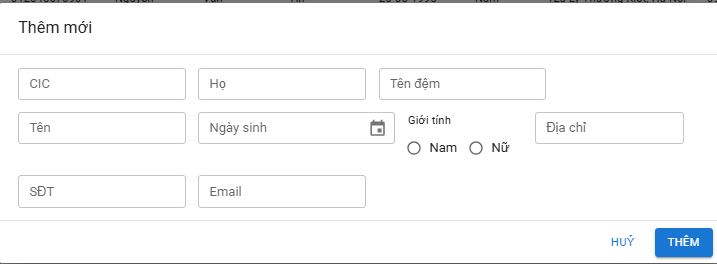 Thêm mới
CIC
Họ
Tên đệm
Tên
Ngày sinh
Giới tính
Nam
Nữ
Địa chỉ
SĐT
Email
HUỶ
THÊM